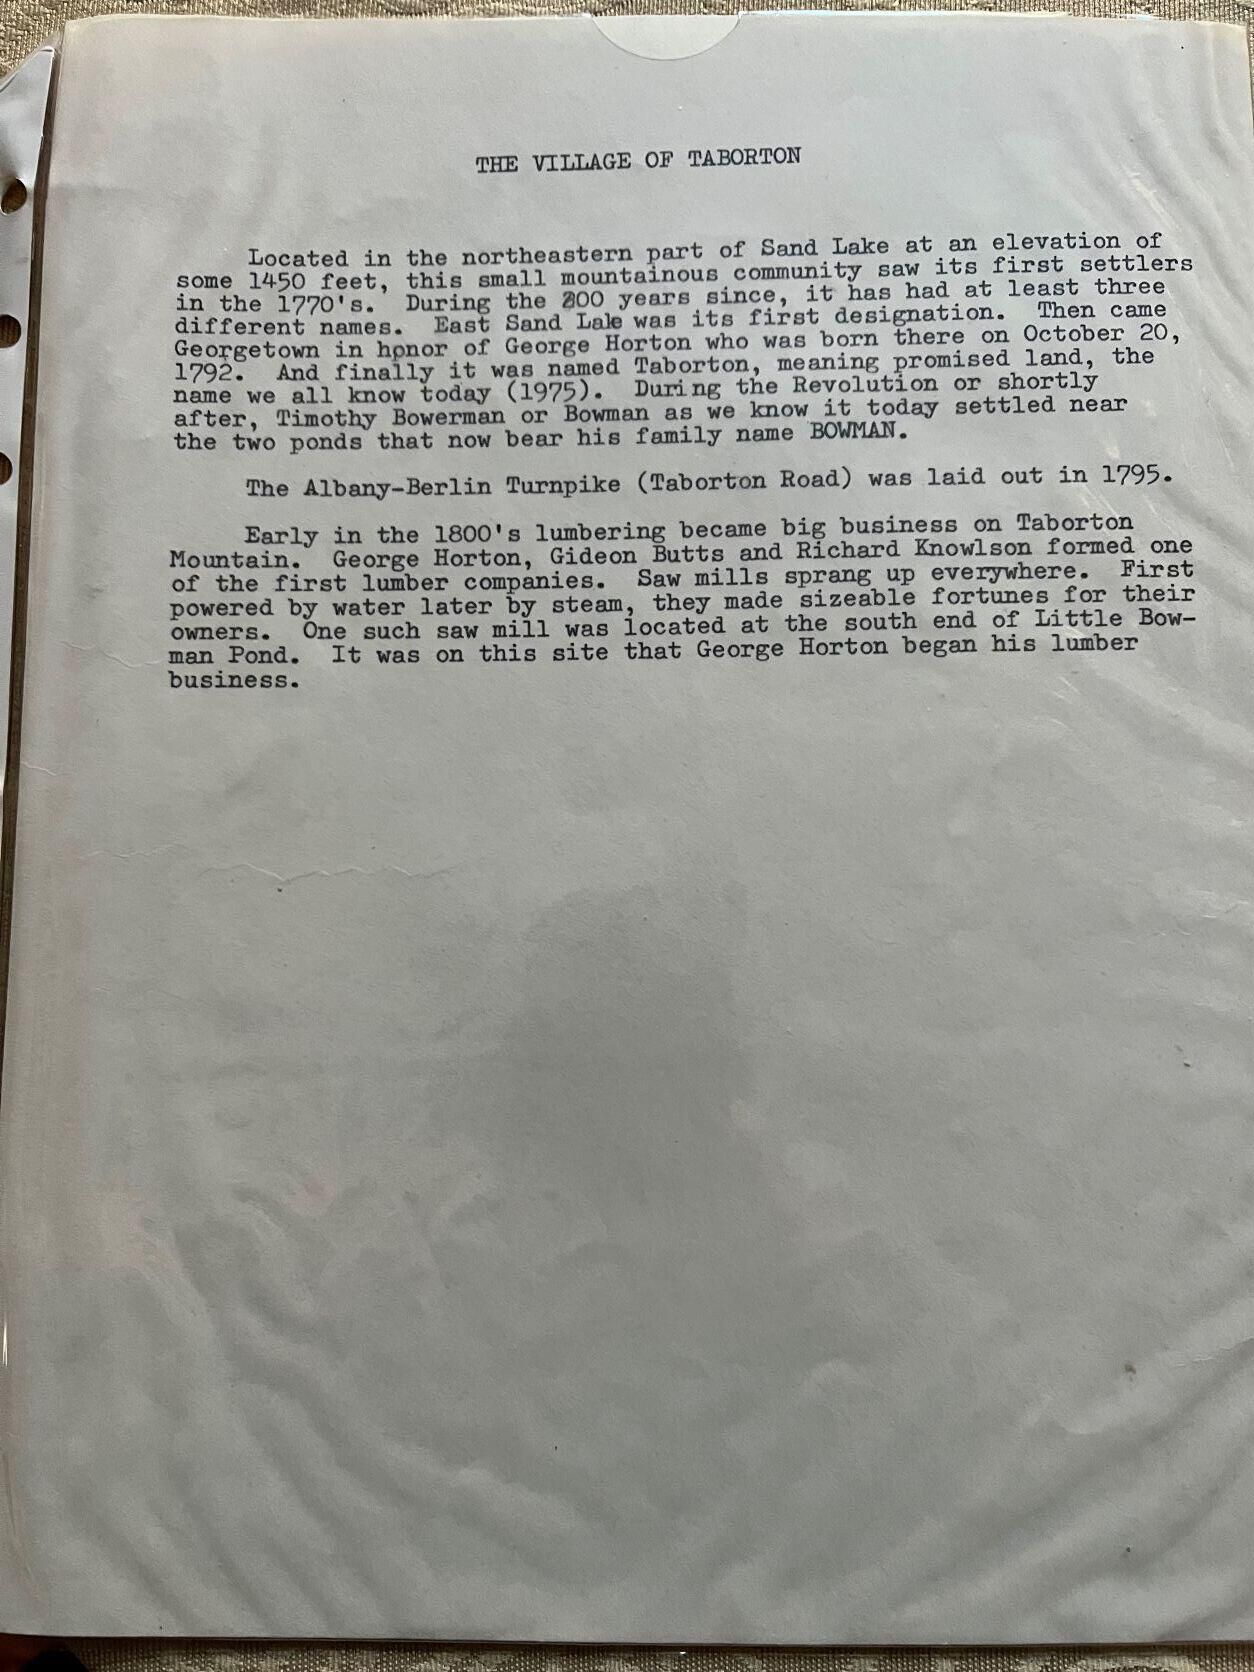 THE VILLAGE OF TABORTON
Located in the northeastern part of Sand Lake at an elevation of
some 1450 feet, this small mountainous community saw its first settlers
in the 1770's. During the 200 years since, it has had at least three
different names. East Sand Lale was its first designation. Then came
Georgetown in hpnor of George Horton who was born there on October 20,
1792. And finally it was named Taborton, meaning promised land, the
name we all know today (1975). During the Revolution or shortly
after, Timothy Bowerman or Bowman as we know it today settled near
the two ponds that now bear his family name BOWMAN.
The Albany-Berlin Turnpike (Taborton Road) was laid out in 1795.
Early in the 1800's lumbering became big business on Taborton
Mountain. George Horton, Gideon Butts and Richard Knowlson formed one
of the first lumber companies. Saw mills sprang up everywhere. First
powered by water later by steam, they made sizeable fortunes for their
owners. One such saw mill was located at the south end of Little Bow-
man Pond. It was on this site that George Horton began his lumber
business.